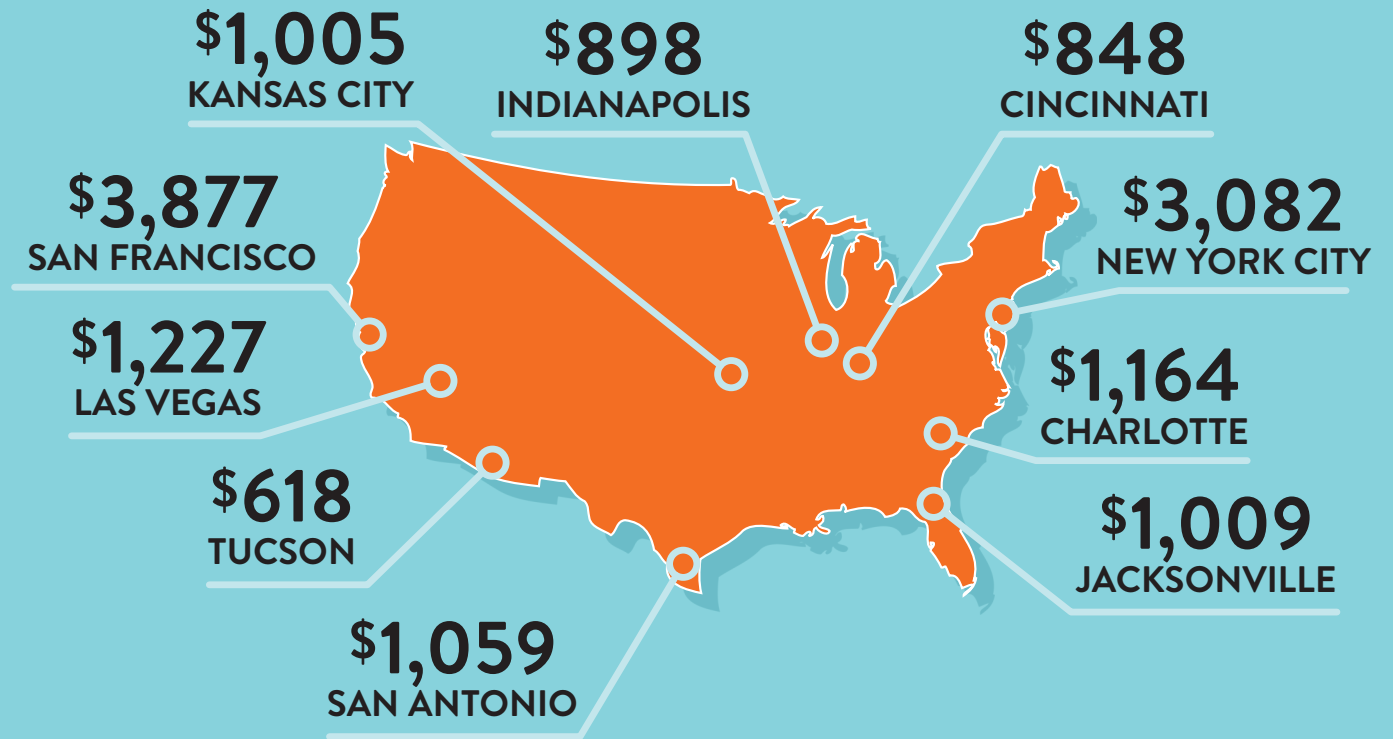 $1,005
KANSAS CITY
$898
INDIANAPOLIS
$848
CINCINNATI
$3,877
SAN FRANCISCO
$3,082
NEW YORK CITY
$1,227
LAS VEGAS
$1,164
CHARLOTTE
$618
TUCSON
$1,009
JACKSONVILLE
$1,059
SAN ANTONIO